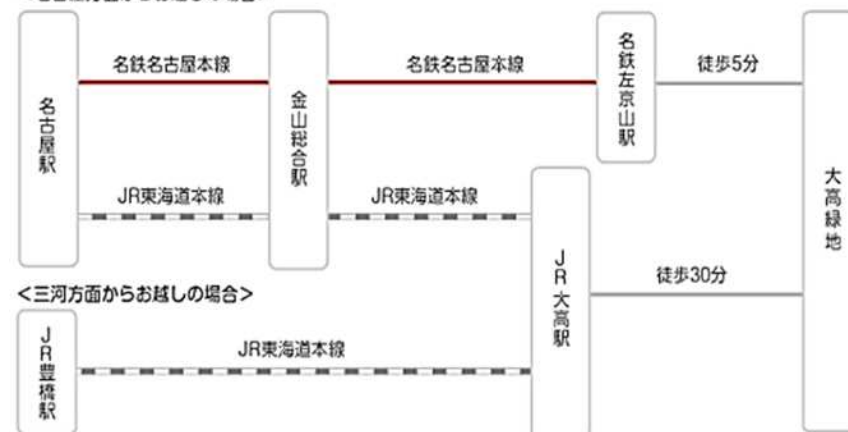 名鉄名古屋本線
名鉄名古屋本線
徒歩5分
名古屋駅
金山総合駅
名鉄左京山駅
大高緑地
JR東海道本線
JR東海道本線
JR大高駅
徒歩30分
<三河方面からお越しの場合>
JR豊橋駅
JR東海道本線